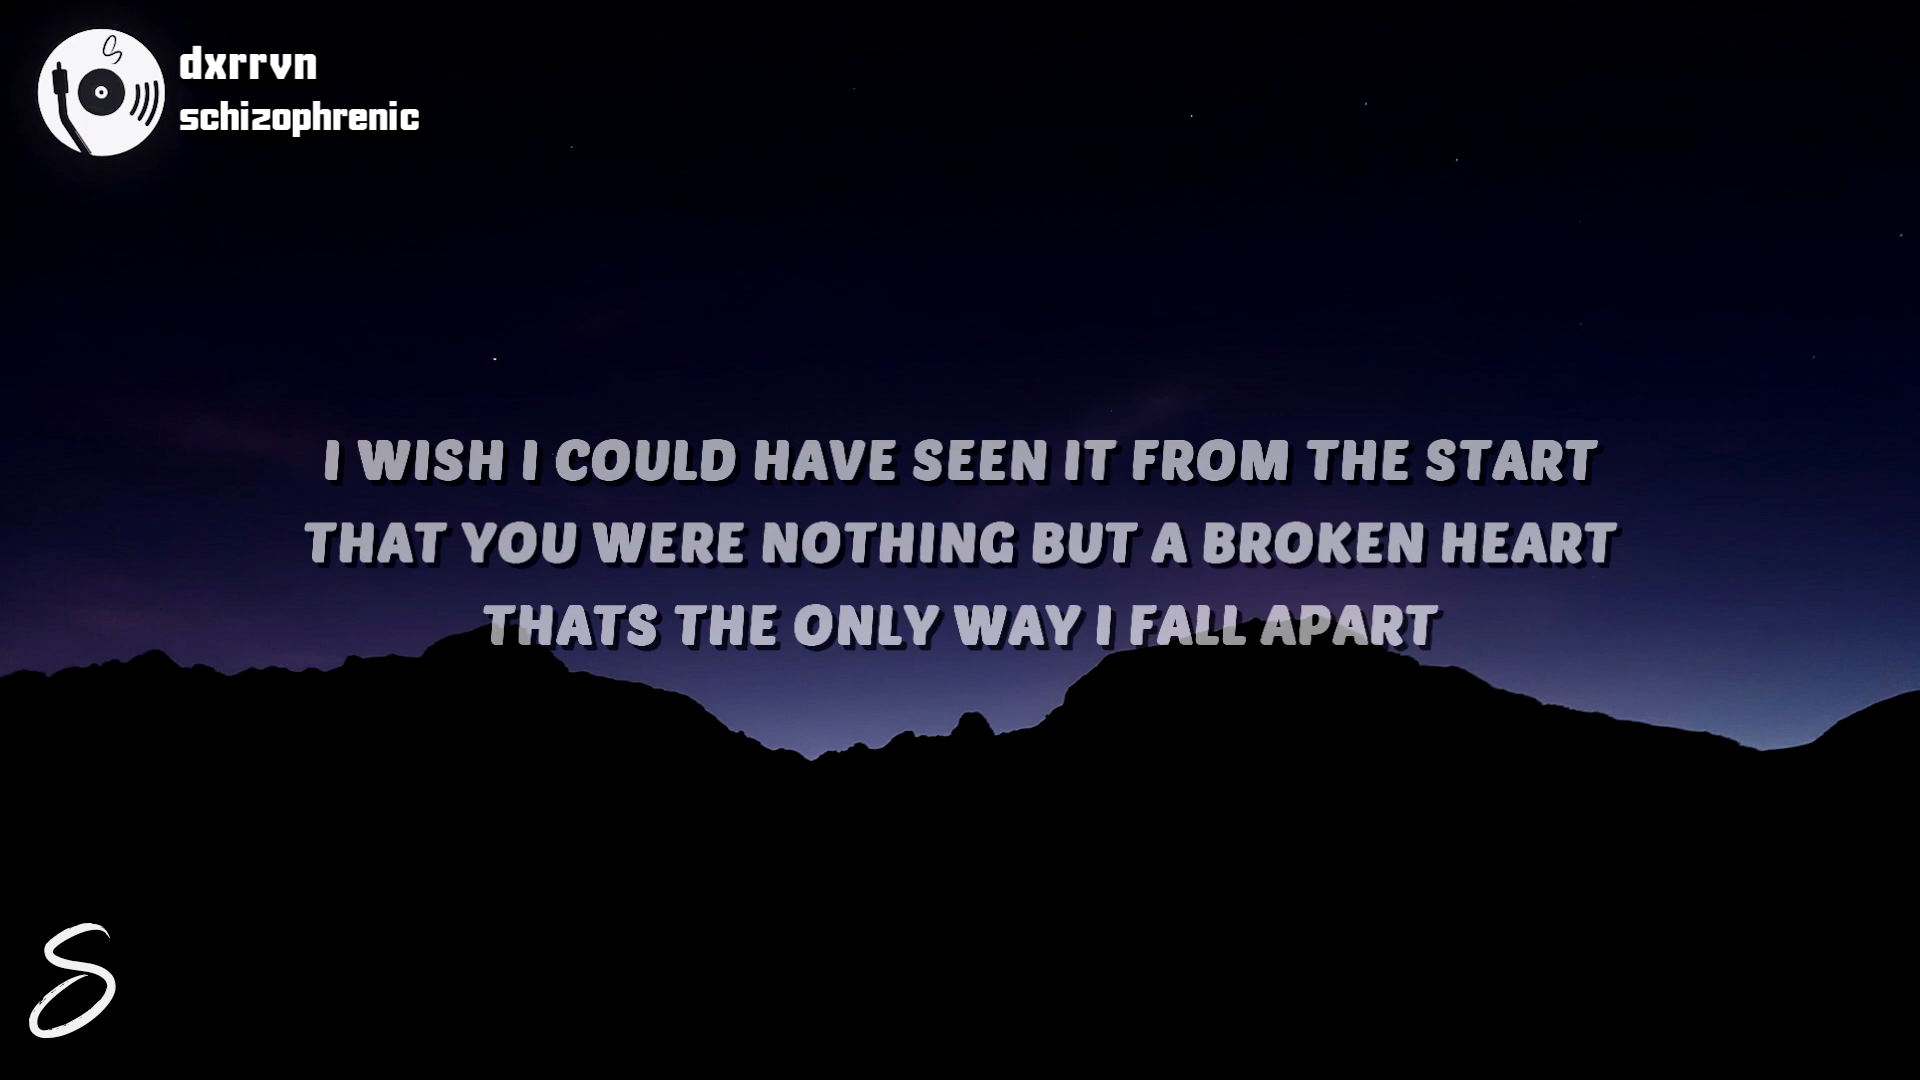 dxrrvn
schizophrenic
I WISH I COULD HAVE SEEN IT FROM THE START
THAT YOU WERE NOTHING BUT A BROKEN HEART
THATS THE ONLY WAY I FALL APART
S